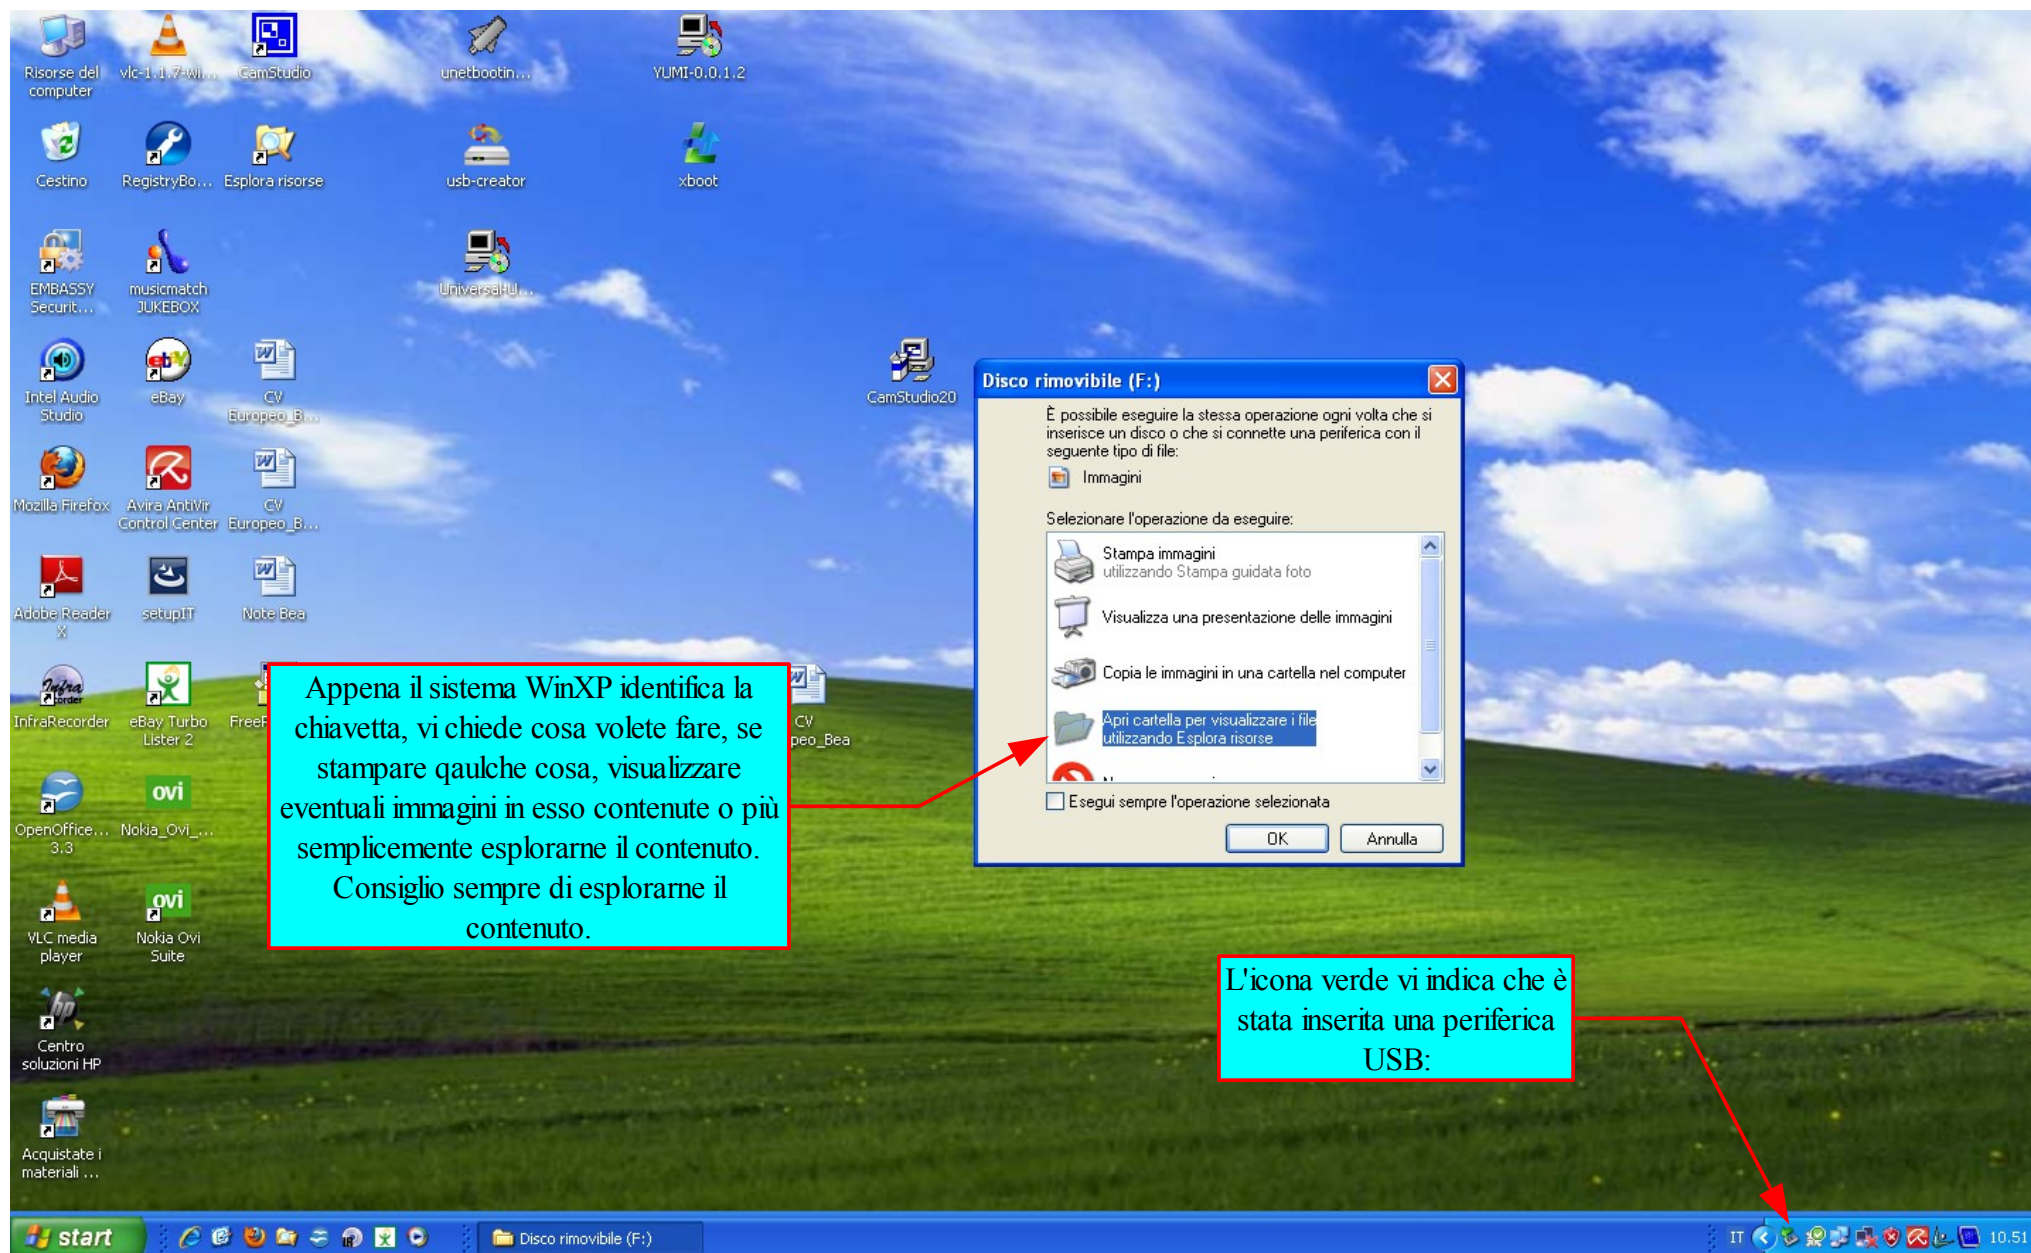 Risorse del
computer
vlc-1.1.7-wi...
CamStudio
unetbootin...
YUMI-0.0.1.2
Cestino
RegistryBo...
Esplora risorse
usb-creator
xboot
EMBASSY
Securit...
musicmatch
JUKEBOX
Universal-U...
Intel Audio
Studio
eBay
CV
Europeo_B...
CamStudio20
Mozilla Firefox
Avira AntiVir
Control Center
CV
Europeo_B...
Adobe Reader
X
setupIT
Note Bea
InfraRecorder
eBay Turbo
Lister 2
CV
peo_Bea
OpenOffice...
3.3
ovi
Nokia_Ovi_...
VLC media
player
ovi
Nokia Ovi
Suite
hp
Centro
soluzioni HP
Acquistate i
materiali ...
Disco rimovibile (F:)
È possibile eseguire la stessa operazione ogni volta che si
inserisce un disco o che si connette una periferica con il
seguente tipo di file:
Immagini
Selezionare l'operazione da eseguire:
Stampa immagini
utilizzando Stampa guidata foto
Visualizza una presentazione delle immagini
Copia le immagini in una cartella nel computer
Apri cartella per visualizzare i file
utilizzando Esplora risorse
Esegui sempre l'operazione selezionata
OK
Annulla
Appena il sistema WinXP identifica la
chiavetta, vi chiede cosa volete fare, se
stampare qaulche cosa, visualizzare
eventuali immagini in esso contenute o più
semplicemente esplorarne il contenuto.
Consiglio sempre di esplorarne il
contenuto.
L'icona verde vi indica che è
stata inserita una periferica
USB:
start
Disco rimovibile (F:)
IT
10.51